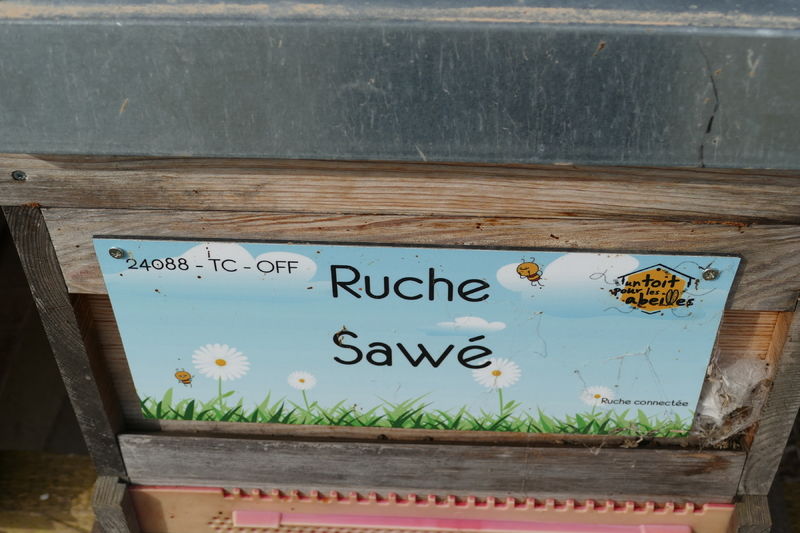 24088 - TC - OFF
Ruche
Sawé
un toit
pour les
abeilles
Ruche connectée